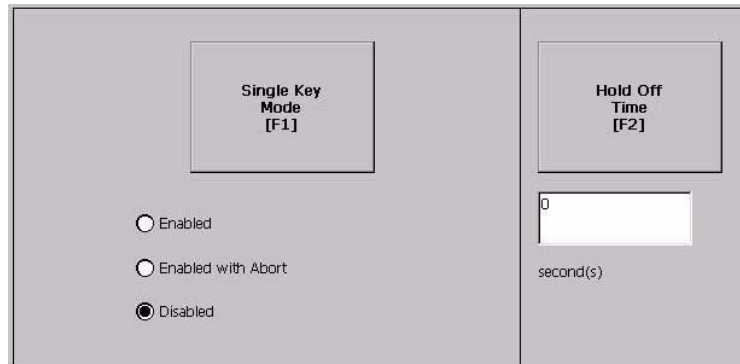 Single Key
Mode
[F1]
Enabled
Enabled with Abort
Disabled
Hold Off
Time
[F2]
0
second(s)